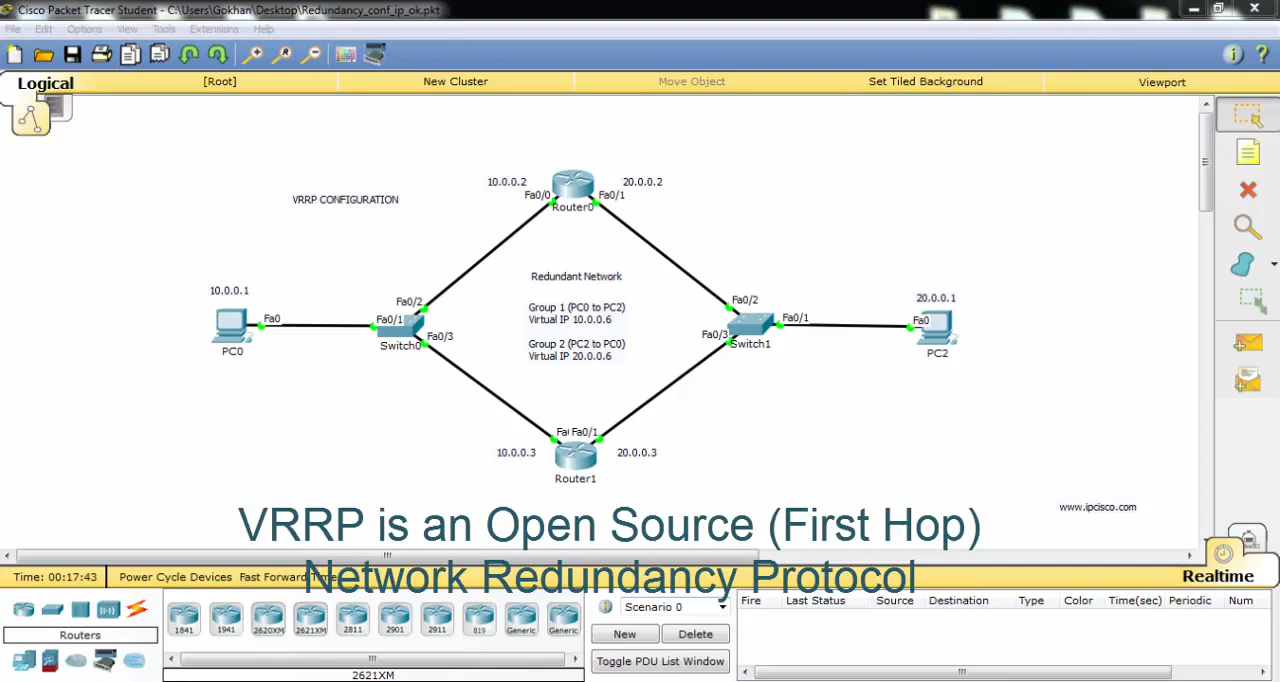 Cisco Packet Tracer Student - C:\Users\Gokhan\Desktop\Redundancy_conf_ip_ok.pkt
File Edit Options View Tools Extensions Help
Logical [Root] New Cluster Move Object Set Tiled Background Viewport
10.0.0.2 20.0.0.2
Fa0/0 Fa0/1
Router0
VRRP CONFIGURATION
Redundant Network
Group 1 (PC0 to PC2)
Virtual IP 10.0.0.6
Group 2 (PC2 to PC0)
Virtual IP 20.0.0.6
10.0.0.1
Fa0
PC0
Fa0/2
Fa0/1
Fa0/3
Switch0
Fa0/2
Fa0/1
Fa0/3
Switch1
20.0.0.1
Fa0
PC2
Fa0/1
10.0.0.3 20.0.0.3
Router1
www.ipcisco.com
VRRP is an Open Source (First Hop)
Network Redundancy Protocol
Time: 00:17:43 Power Cycle Devices Fast Forward
Realtime
Routers
1841 1941 2620XM 2621XM 2811 2901 2911 819 Generic Generic
2621XM
Scenario 0
New Delete
Toggle PDU List Window
Fire Last Status Source Destination Type Color Time(sec) Periodic Num